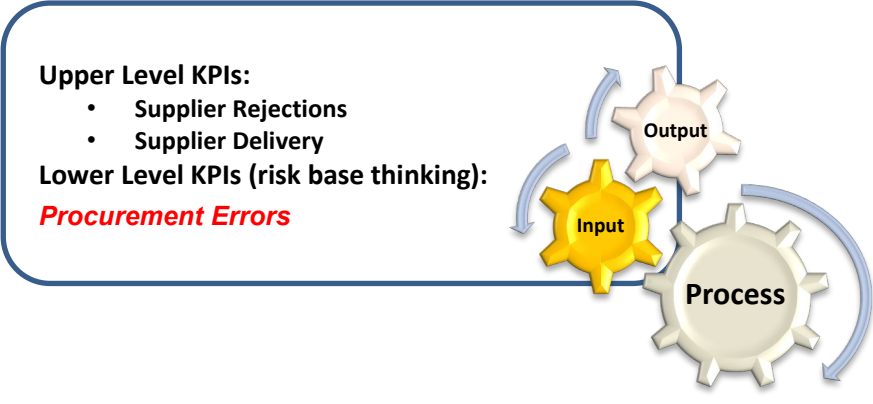 Upper Level KPIs:
• Supplier Rejections
• Supplier Delivery
Lower Level KPIs (risk base thinking):
Procurement Errors
Output
Input
Process